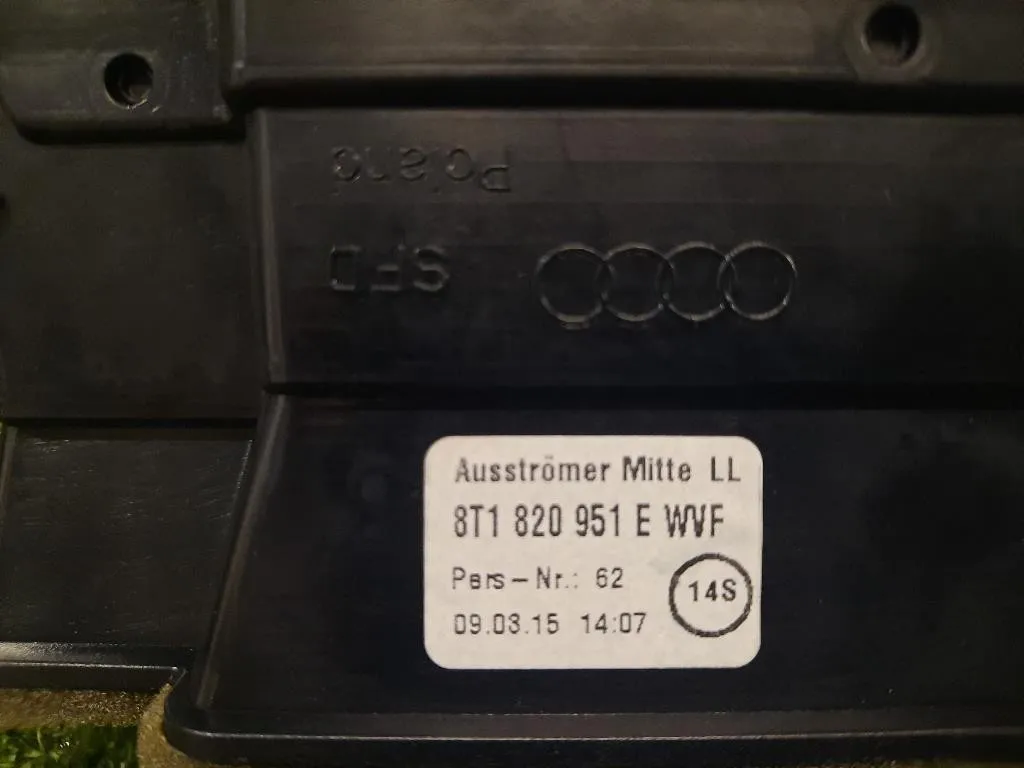 Poland
SFD
Ausströmer Mitte LL
8T1 820 951 E WVF
Pers-Nr.: 62
14S
09.03.15 14:07